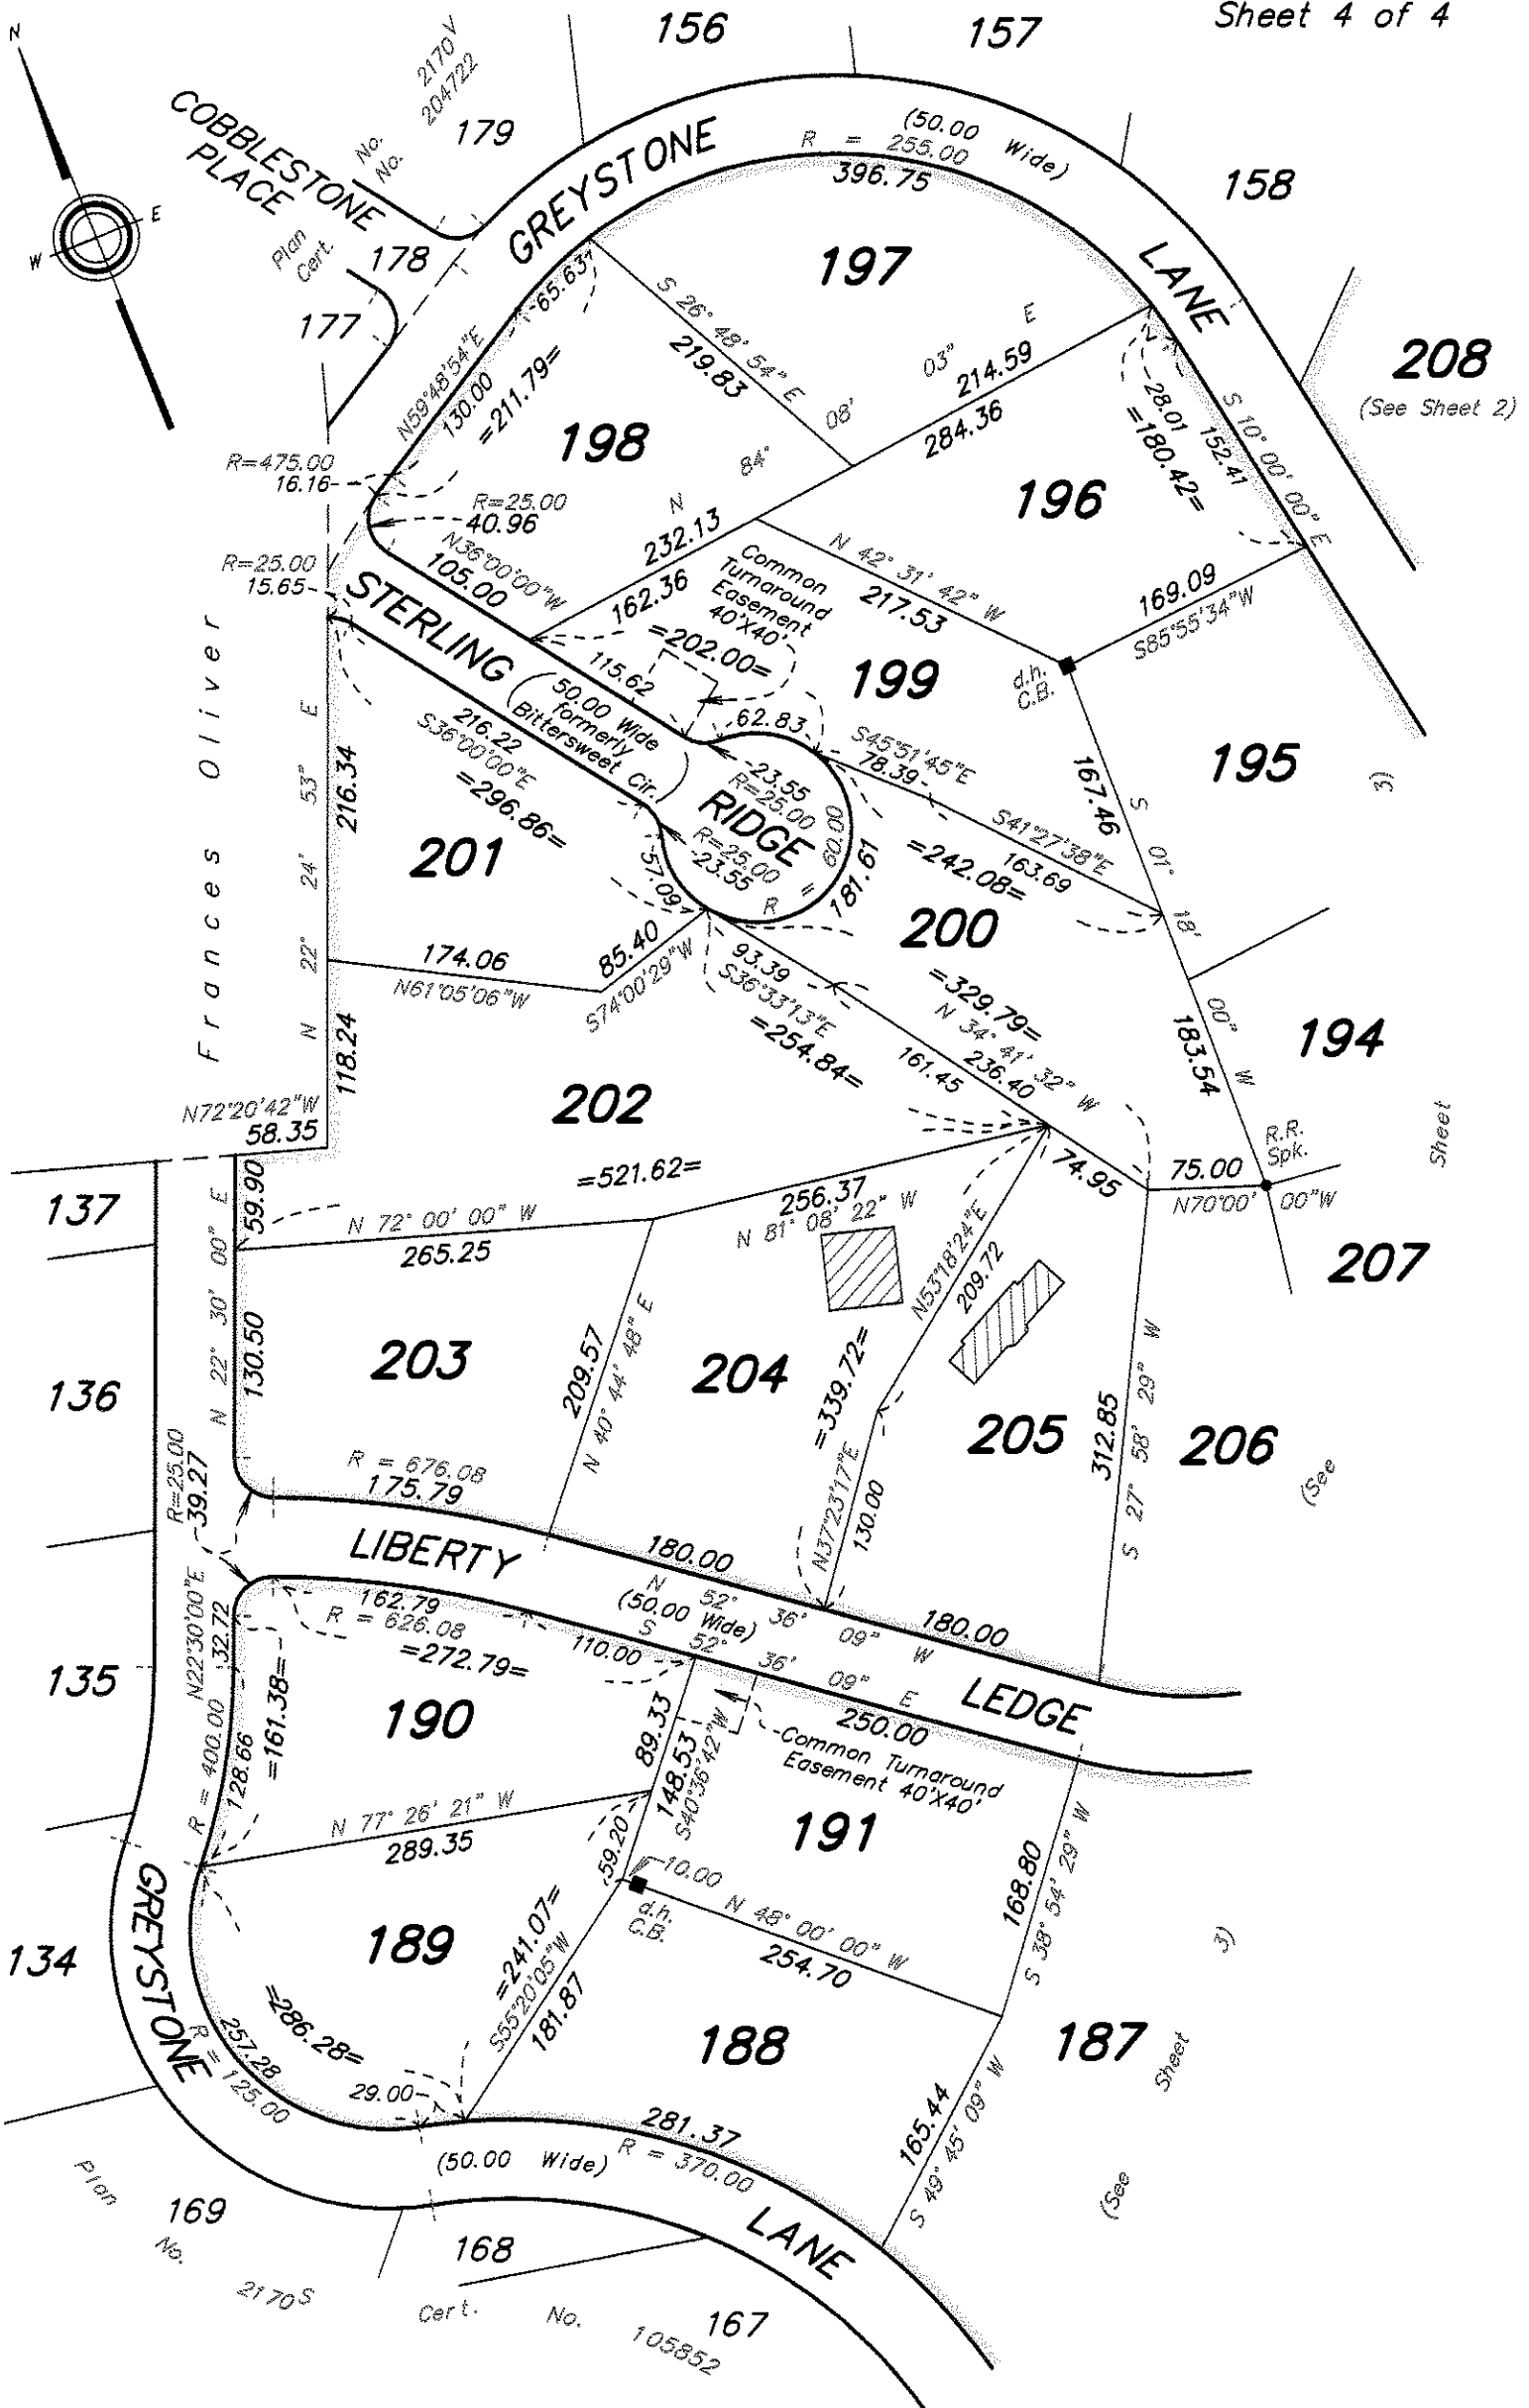 Sheet 4 of 4
156
157
N
E
W
COBBLESTONE
PLACE
No. 2170V
No. 204722
179
Plan
Cert.
178
177
GREYSTONE
LANE
(50.00 Wide)
R = 255.00
396.75
158
197
208
(See Sheet 2)
65.63
S 26° 48' 54" E
219.83
N 84° 08' 03" E
214.59
284.36
232.13
162.36
N59°48'54"E
130.00
=211.79=
198
R=475.00
16.16
R=25.00
40.96
N36°00'00"W
105.00
R=25.00
15.65
28.01
=180.42=
S 10° 00' 00" E
152.41
196
N 42° 31' 42" W
217.53
169.09
S85°55'34"W
Common
Turnaround
Easement
40'X40'
=202.00=
115.62
199
d.h.
C.B.
STERLING
RIDGE
50.00 Wide
formerly
(Bittersweet Cir.)
62.83
23.55
R=25.00
R=25.00
23.55
R = 60.00
181.61
57.09
S45°51'45"E
78.39
S41°27'38"E
163.69
=242.08=
167.46
S 01° 18' 00" W
183.54
195
Frances Oliver
N 22° 24' 53" E
216.34
118.24
216.22
S36°00'00"E
=296.86=
201
174.06
N61°05'06"W
85.40
S74°00'29"W
200
93.39
S36°33'13"E
=254.84=
=329.79=
N 34° 41' 32" W
236.40
161.45
74.95
194
202
N72°20'42"W
58.35
R.R.
Spk.
75.00
N70°00' 00"W
(See Sheet 3)
207
137
59.90
=521.62=
256.37
N 81° 08' 22" W
N 72° 00' 00" W
265.25
N 22° 30' 00" E
130.50
136
203
209.57
N 40° 44' 48" E
204
N53°18'24"E
209.72
=339.72=
N37°23'17"E
130.00
205
312.85
S 27° 58' 29" W
206
R=25.00
39.27
R = 676.08
175.79
LIBERTY
LEDGE
180.00
N 52° 36' 09" W
(50.00 Wide)
180.00
S 52° 36' 09" E
250.00
162.79
R = 626.08
=272.79=
110.00
N22°30'00"E
32.72
=161.38=
R = 400.00
128.66
135
190
89.33
148.53
S40°36'42"W
59.20
Common Turnaround
Easement 40'X40'
N 77° 26' 21" W
289.35
10.00
191
168.80
S 38° 54' 29" W
d.h.
C.B.
N 48° 00' 00" W
254.70
134
GREYSTONE
189
=241.07=
S55°20'05"W
181.87
188
187
(See Sheet 3)
=286.28=
257.28
R = 125.00
29.00
281.37
R = 370.00
(50.00 Wide)
LANE
165.44
S 49° 45' 09" W
Plan No. 2170S
169
168
Cert. No. 105852
167